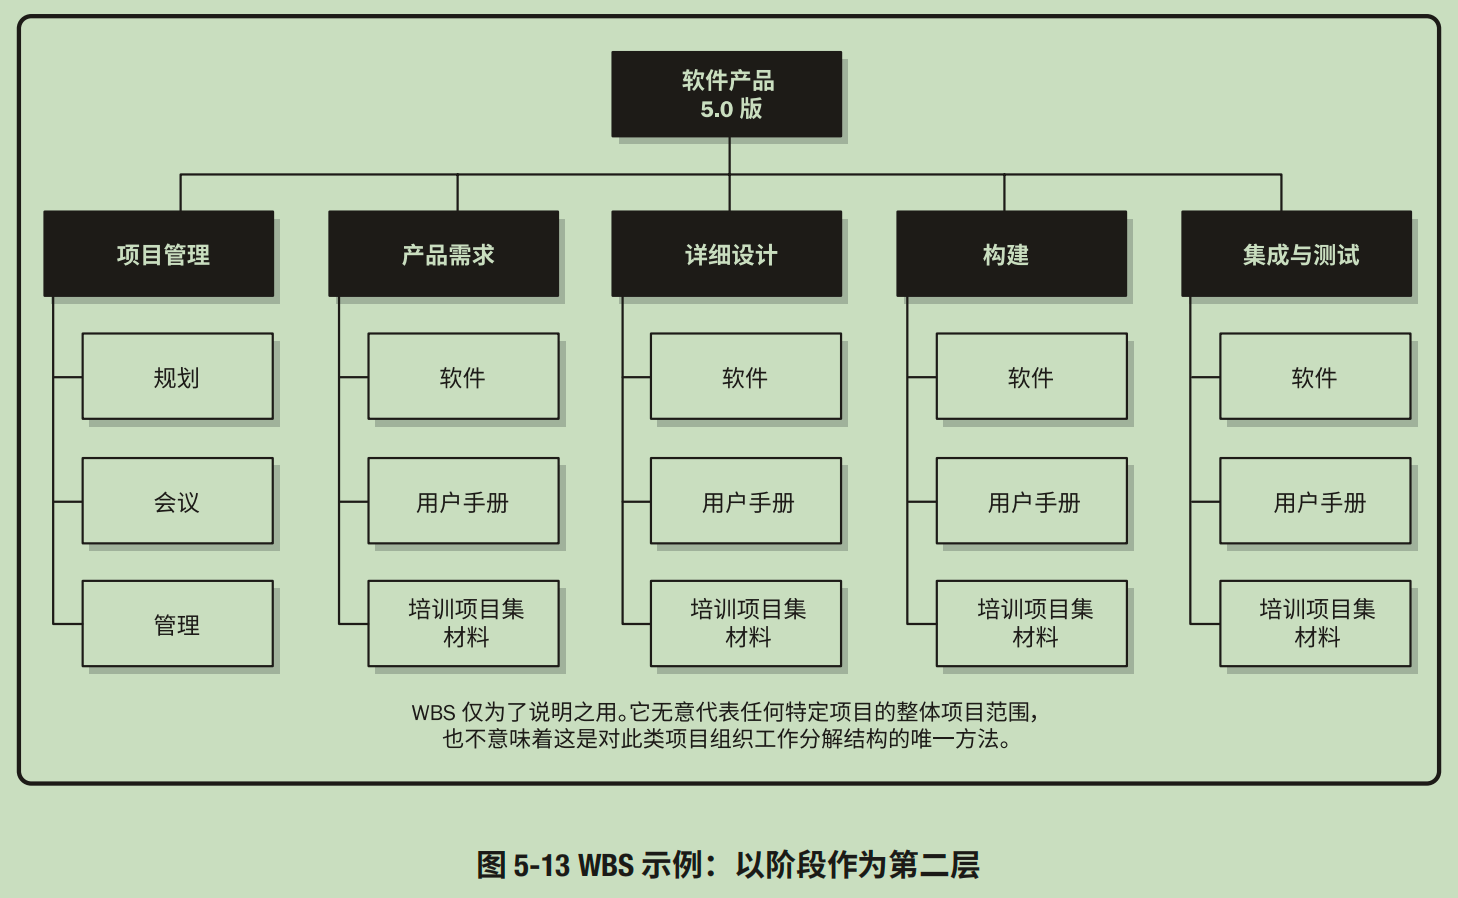 软件产品
5.0 版
项目管理
产品需求
详细设计
构建
集成与测试
规划
软件
软件
软件
软件
会议
用户手册
用户手册
用户手册
用户手册
管理
培训项目集
材料
培训项目集
材料
培训项目集
材料
培训项目集
材料
WBS 仅为了说明之用。它无意代表任何特定项目的整体项目范围，
也不意味着这是对此类项目组织工作分解结构的唯一方法。
图 5-13 WBS 示例：以阶段作为第二层